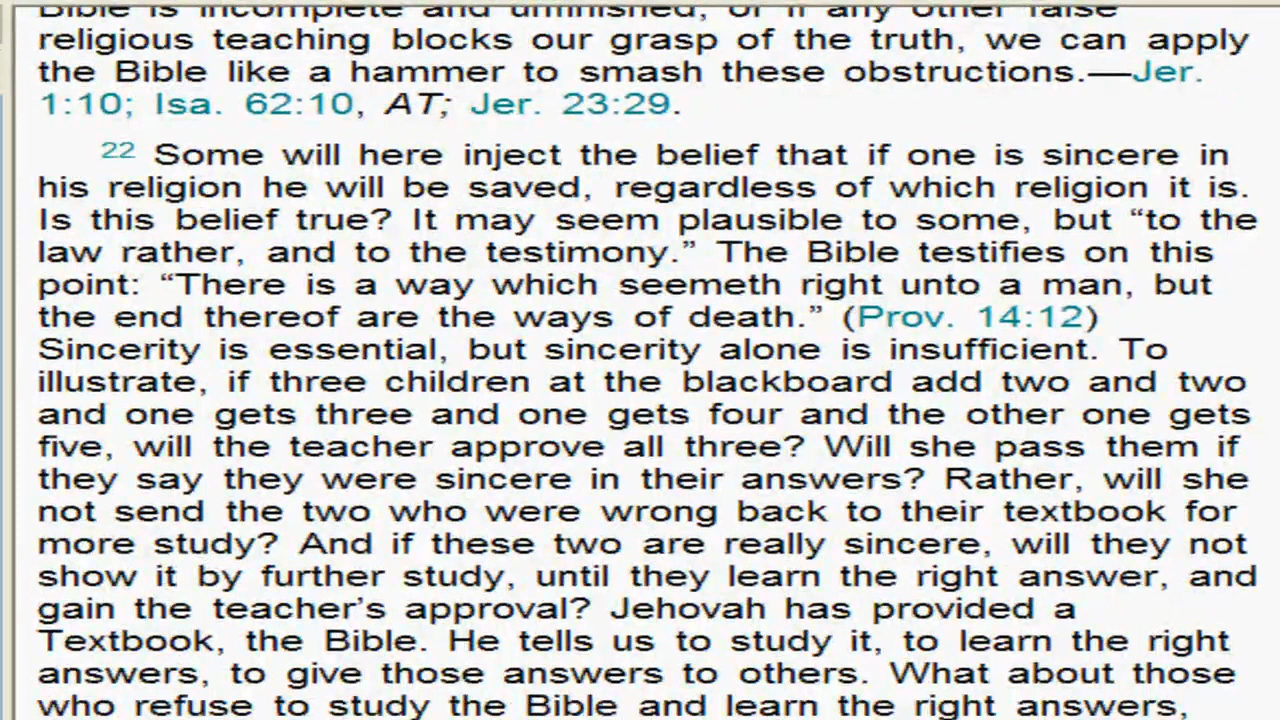 Bible is incomplete and unfinished, or if any other false
religious teaching blocks our grasp of the truth, we can apply
the Bible like a hammer to smash these obstructions.—Jer.
1:10; Isa. 62:10, AT; Jer. 23:29.
22 Some will here inject the belief that if one is sincere in
his religion he will be saved, regardless of which religion it is.
Is this belief true? It may seem plausible to some, but “to the
law rather, and to the testimony.” The Bible testifies on this
point: “There is a way which seemeth right unto a man, but
the end thereof are the ways of death.” (Prov. 14:12)
Sincerity is essential, but sincerity alone is insufficient. To
illustrate, if three children at the blackboard add two and two
and one gets three and one gets four and the other one gets
five, will the teacher approve all three? Will she pass them if
they say they were sincere in their answers? Rather, will she
not send the two who were wrong back to their textbook for
more study? And if these two are really sincere, will they not
show it by further study, until they learn the right answer, and
gain the teacher’s approval? Jehovah has provided a
Textbook, the Bible. He tells us to study it, to learn the right
answers, to give those answers to others. What about those
who refuse to study the Bible and learn the right answers,